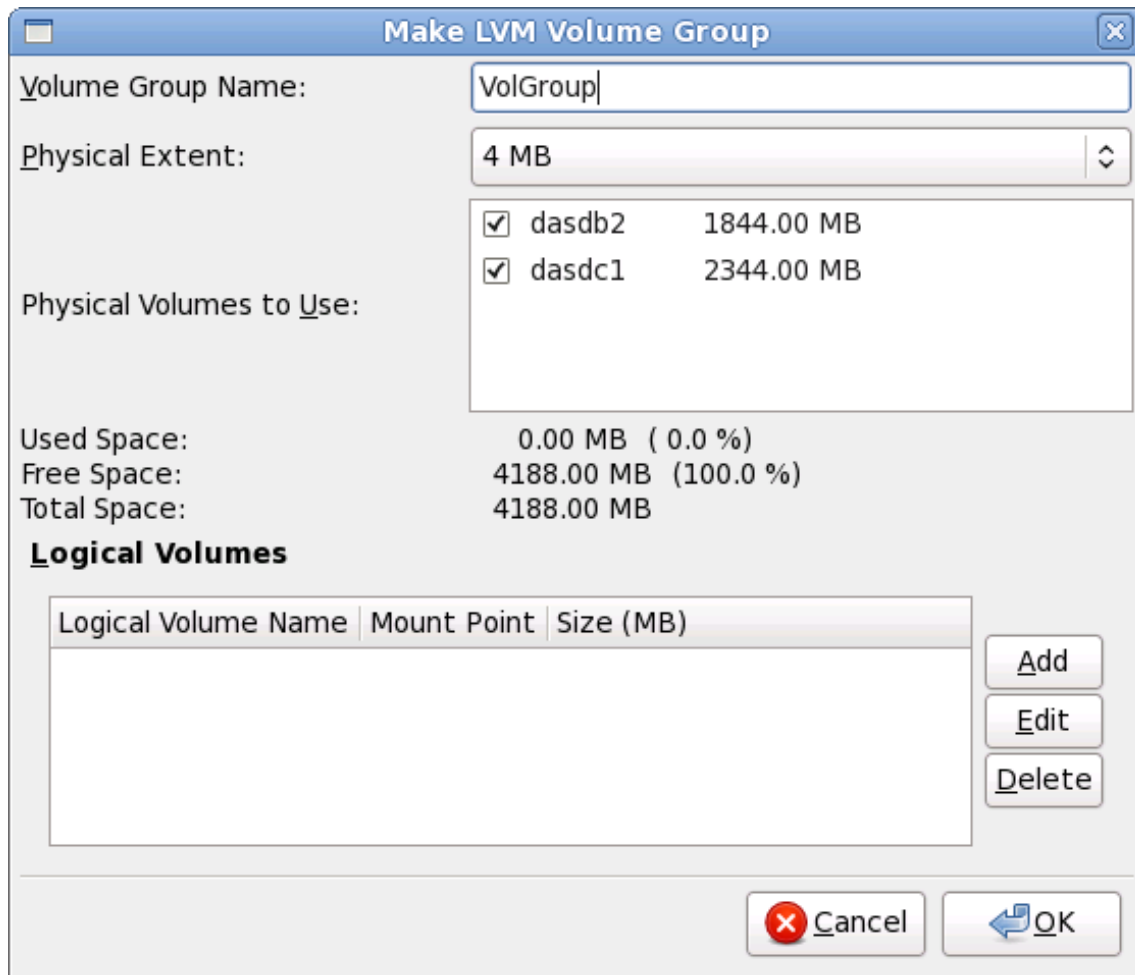 Make LVM Volume Group
Volume Group Name: VolGroup
Physical Extent: 4 MB
Physical Volumes to Use:
dasdb2 1844.00 MB
dasdc1 2344.00 MB
Used Space: 0.00 MB ( 0.0 %)
Free Space: 4188.00 MB (100.0 %)
Total Space: 4188.00 MB
Logical Volumes
Logical Volume Name Mount Point Size (MB)
Add
Edit
Delete
Cancel OK